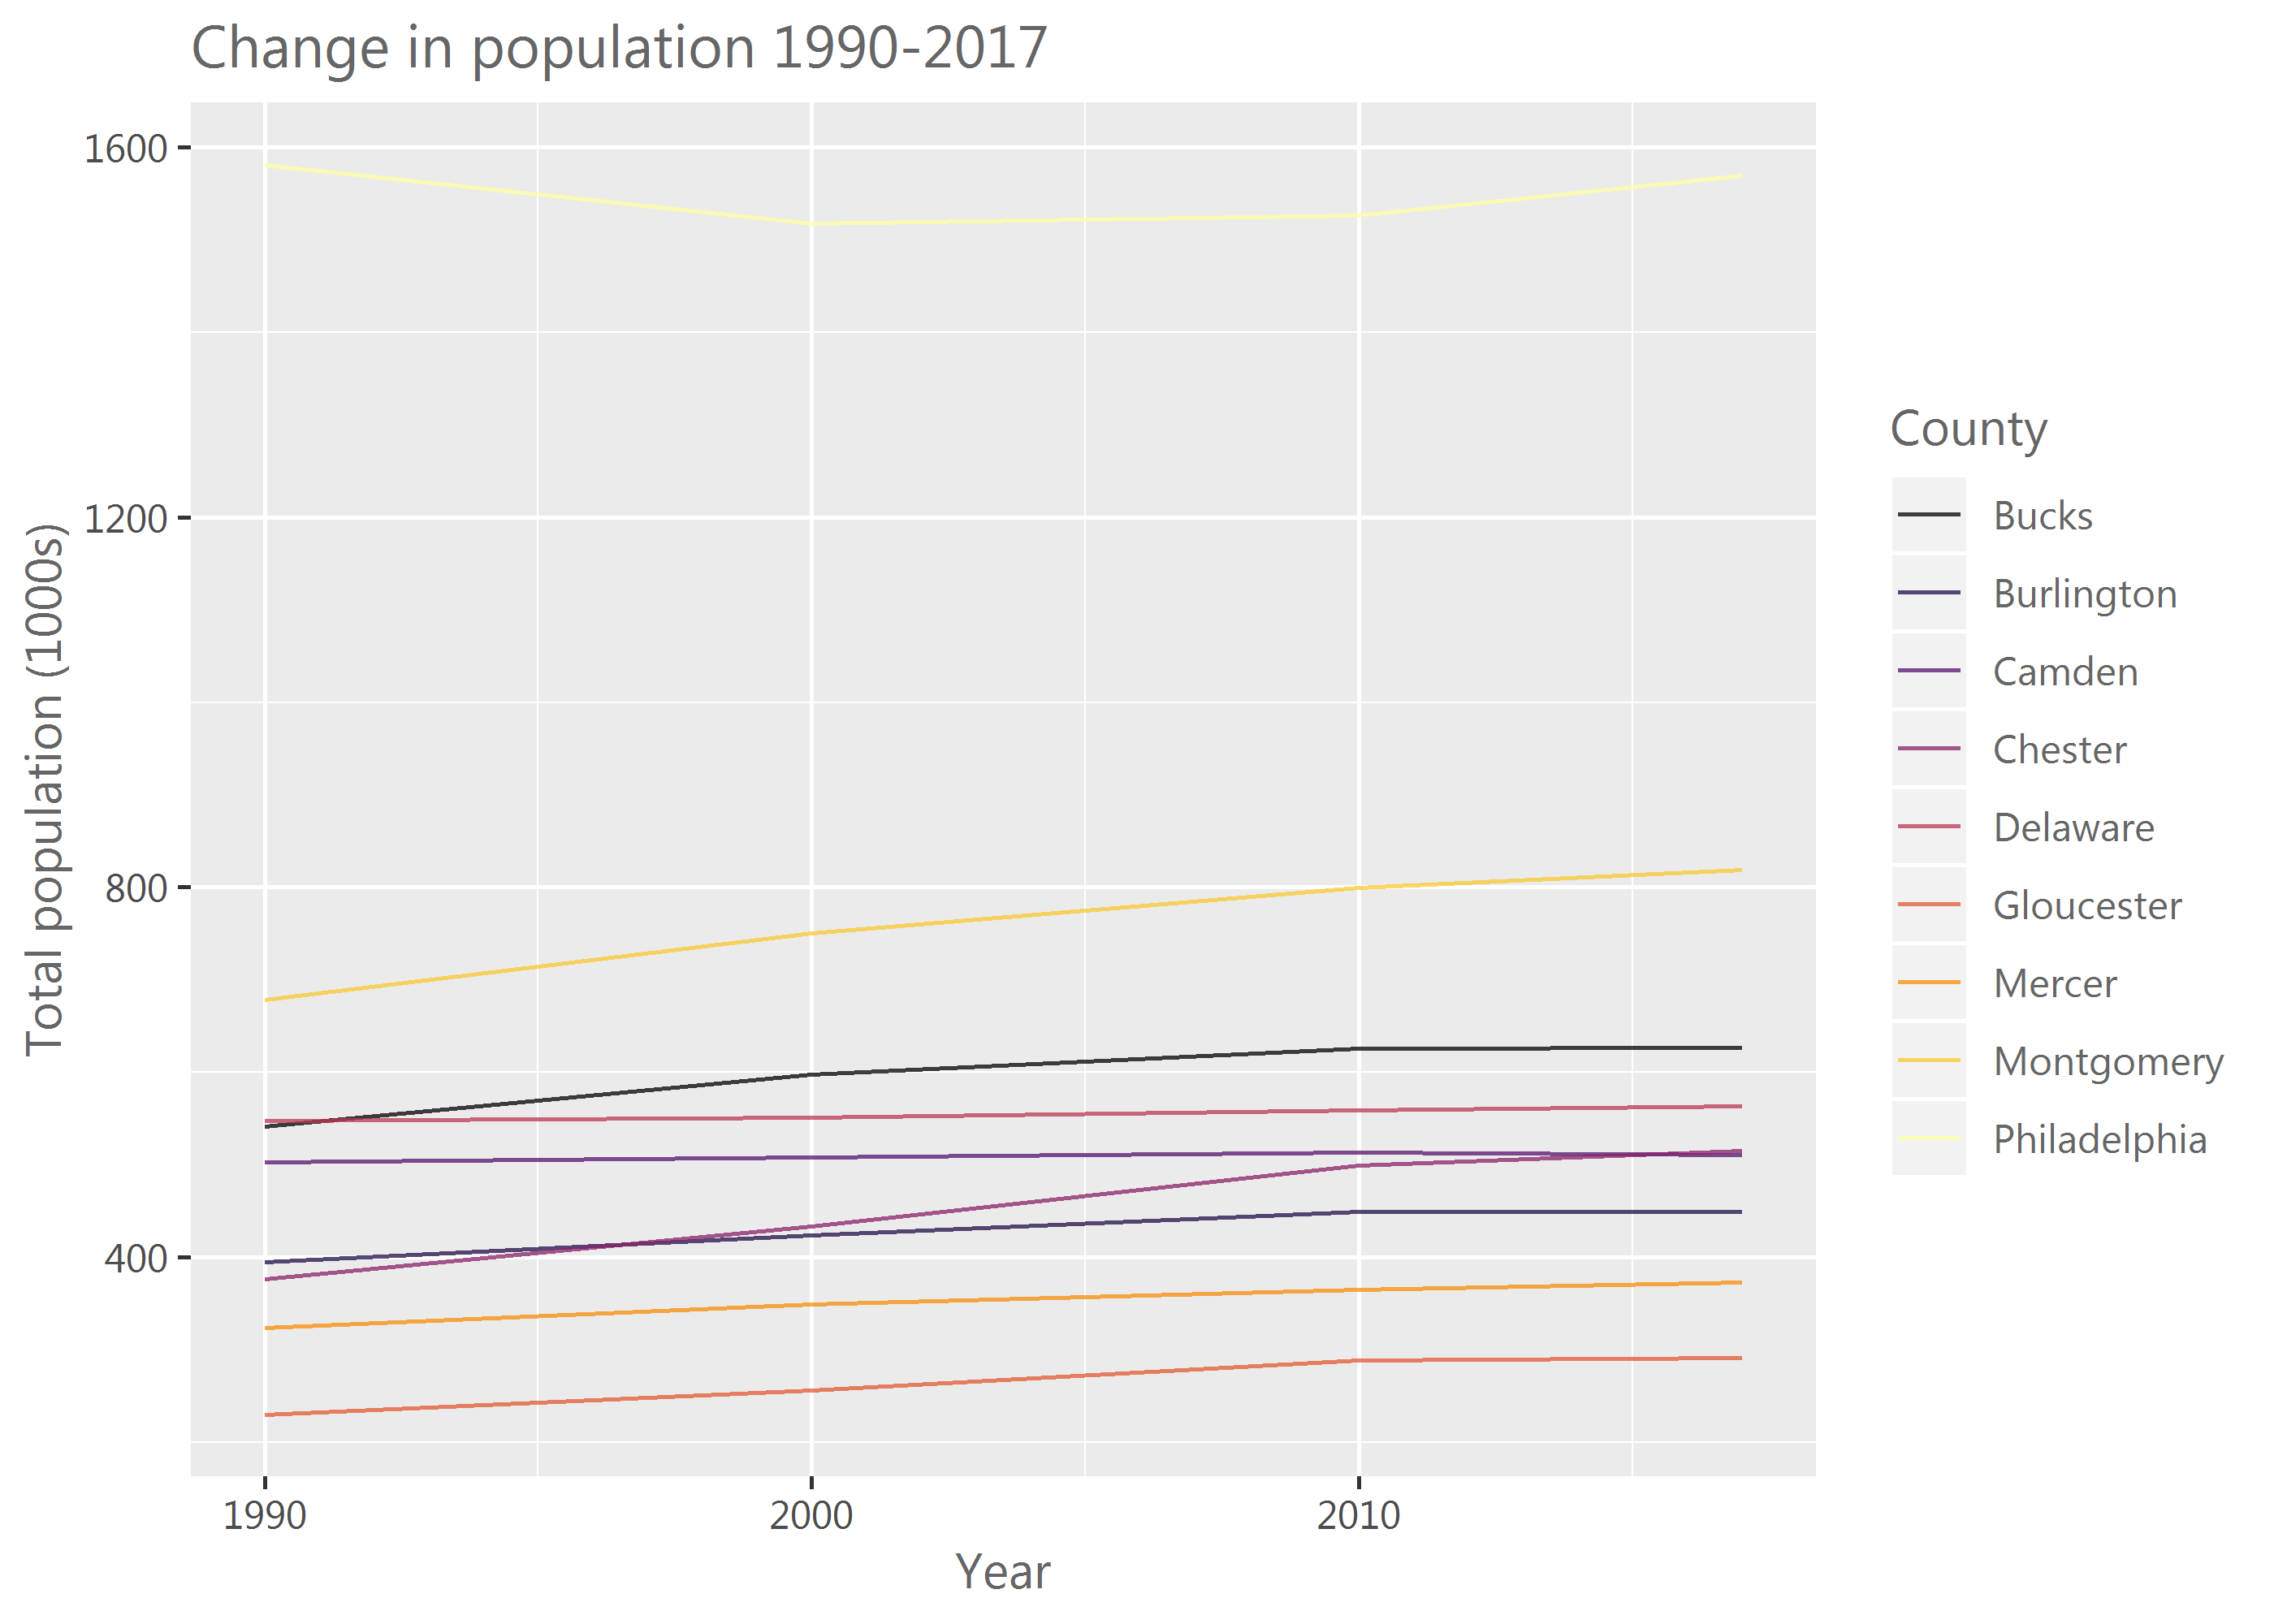 Change in population 1990-2017
Total population (1000s)
1600
1200
800
400
1990 2000 2010
Year
County
Bucks
Burlington
Camden
Chester
Delaware
Gloucester
Mercer
Montgomery
Philadelphia